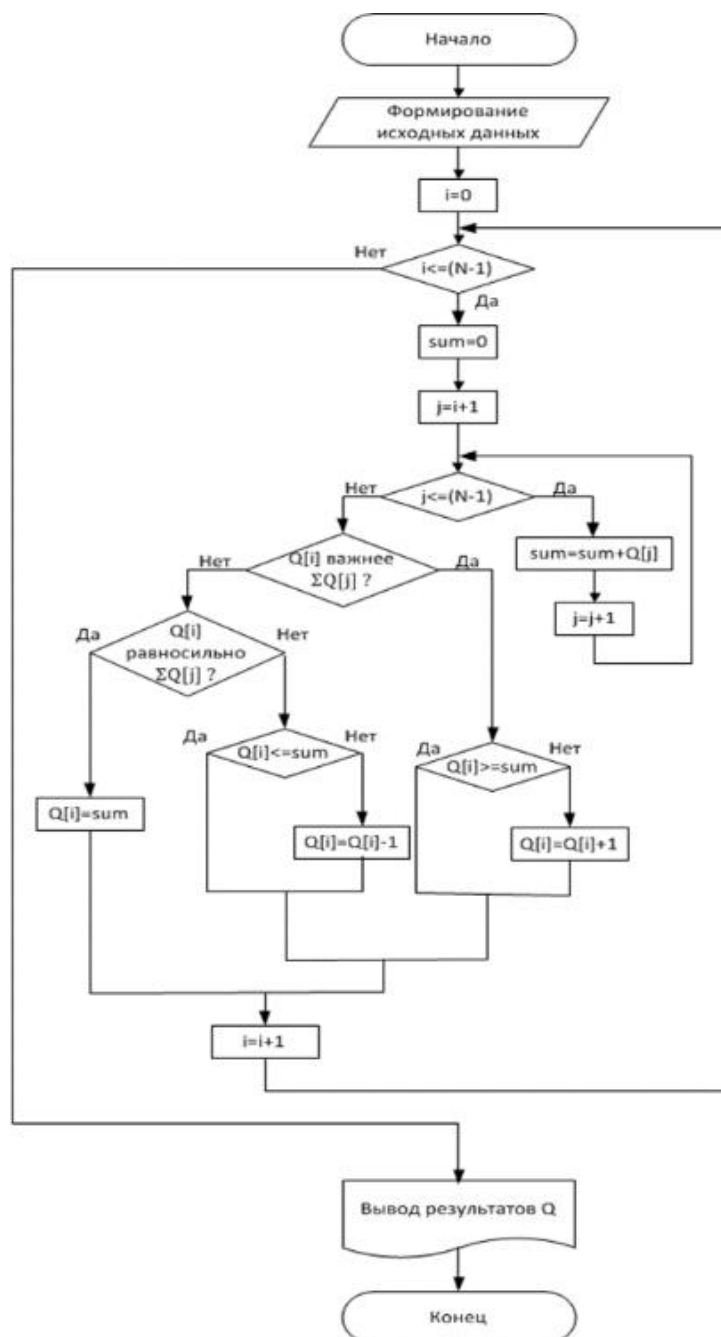 Начало
Формирование
исходных данных
i=0
Нет
i<=(N-1)
Да
sum=0
j=i+1
Нет
j<=(N-1)
Да
Нет
Q[i] важнее
ΣQ[j] ?
Да
sum=sum+Q[j]
j=j+1
Да
Q[i]
равносильно
ΣQ[j] ?
Нет
Да
Q[i]<=sum
Нет
Да
Q[i]>=sum
Нет
Q[i]=sum
Q[i]=Q[i]-1
Q[i]=Q[i]+1
i=i+1
Вывод результатов Q
Конец